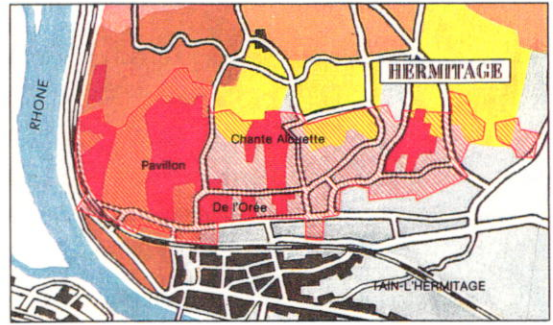 HERMITAGE
RHONE
Chante Alouette
Pavillon
De l'Orée
TAIN-L'HERMITAGE